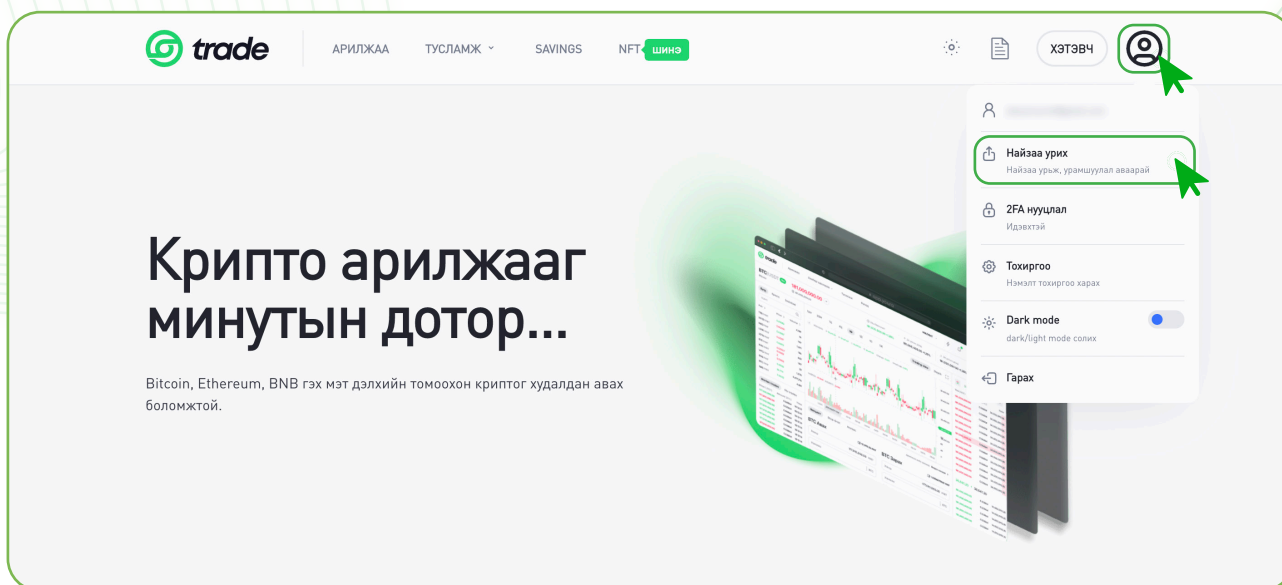 trade
АРИЛЖАА
ТУСЛАМЖ
SAVINGS
NFT
ШИНЭ
ХЭТЭВЧ
Найзаа урих
Найзаа урьж, урамшуулал аваарай
2FA нууцлал
Идэвхтэй
Тохиргоо
Нэмэлт тохиргоо харах
Dark mode
dark/light mode солих
Гарах
Крипто арилжааг
минутын дотор...
Bitcoin, Ethereum, BNB гэх мэт дэлхийн томоохон криптог худалдан авах
боломжтой.
trade